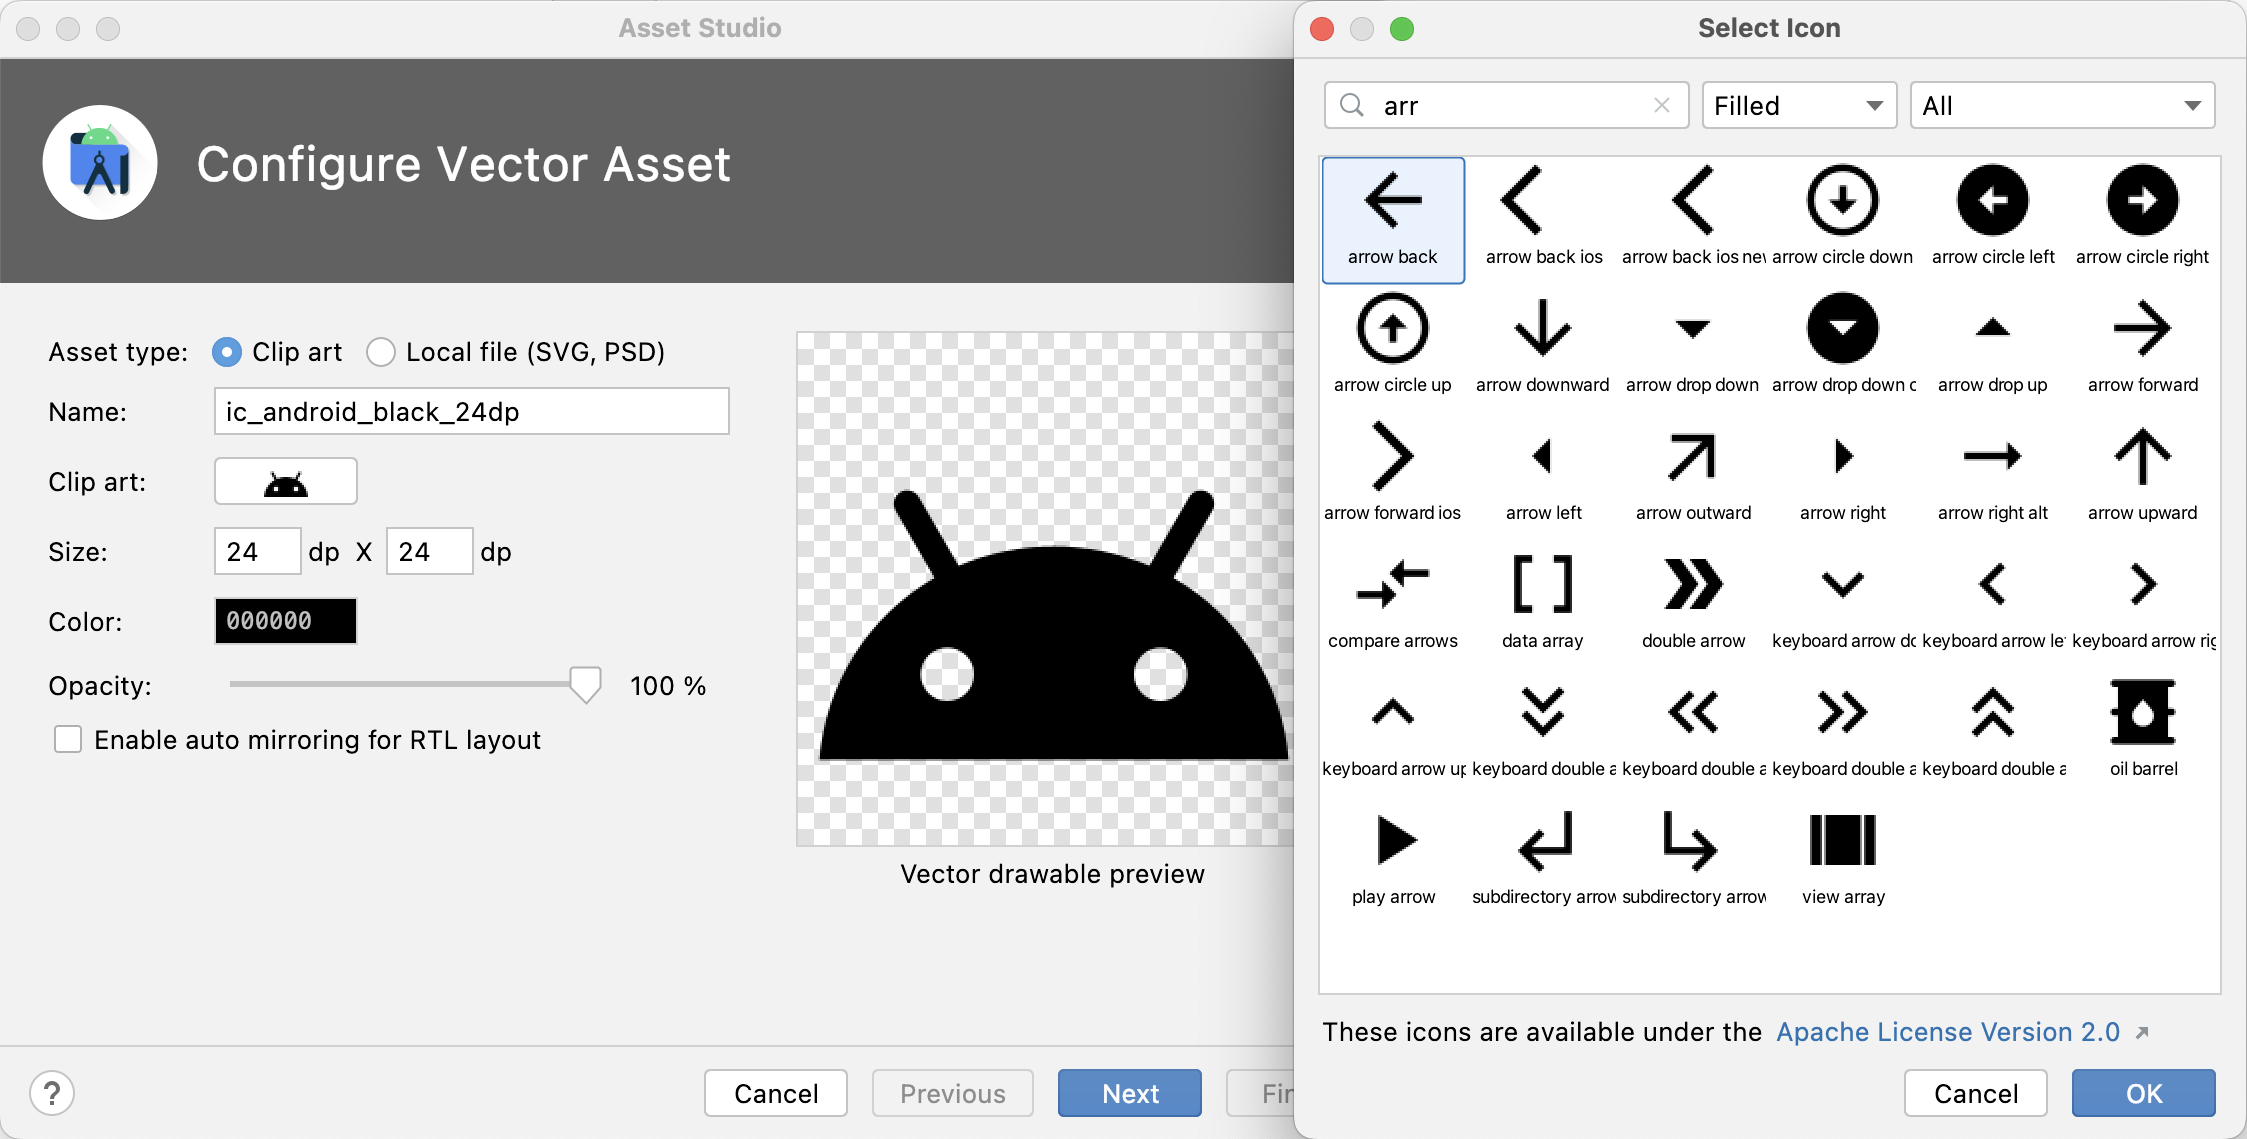 Asset Studio
Configure Vector Asset
Asset type: Clip art Local file (SVG, PSD)
Name: ic_android_black_24dp
Clip art:
Size: 24 dp X 24 dp
Color: 000000
Opacity: 100 %
Enable auto mirroring for RTL layout
Vector drawable preview
? Cancel Previous Next Fin
Select Icon
arr Filled All
arrow back arrow back ios arrow back ios new arrow circle down arrow circle left arrow circle right
arrow circle up arrow downward arrow drop down arrow drop down c arrow drop up arrow forward
arrow forward ios arrow left arrow outward arrow right arrow right alt arrow upward
compare arrows data array double arrow keyboard arrow do keyboard arrow le keyboard arrow rig
keyboard arrow up keyboard double a keyboard double a keyboard double a keyboard double a oil barrel
play arrow subdirectory arrow subdirectory arrow view array
These icons are available under the Apache License Version 2.0
Cancel OK